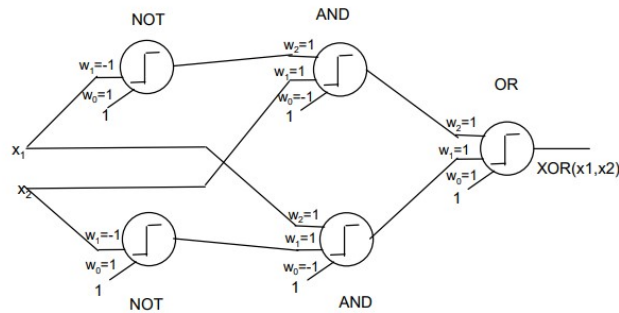 NOT
AND
w₁=-1
w₀=1
1
w₂=1
w₁=1
w₀=-1
1
OR
x₁
x₂
w₂=1
w₁=1
w₀=1
1
XOR(x1,x2)
w₁=-1
w₀=1
1
w₂=1
w₁=1
w₀=-1
1
NOT
AND